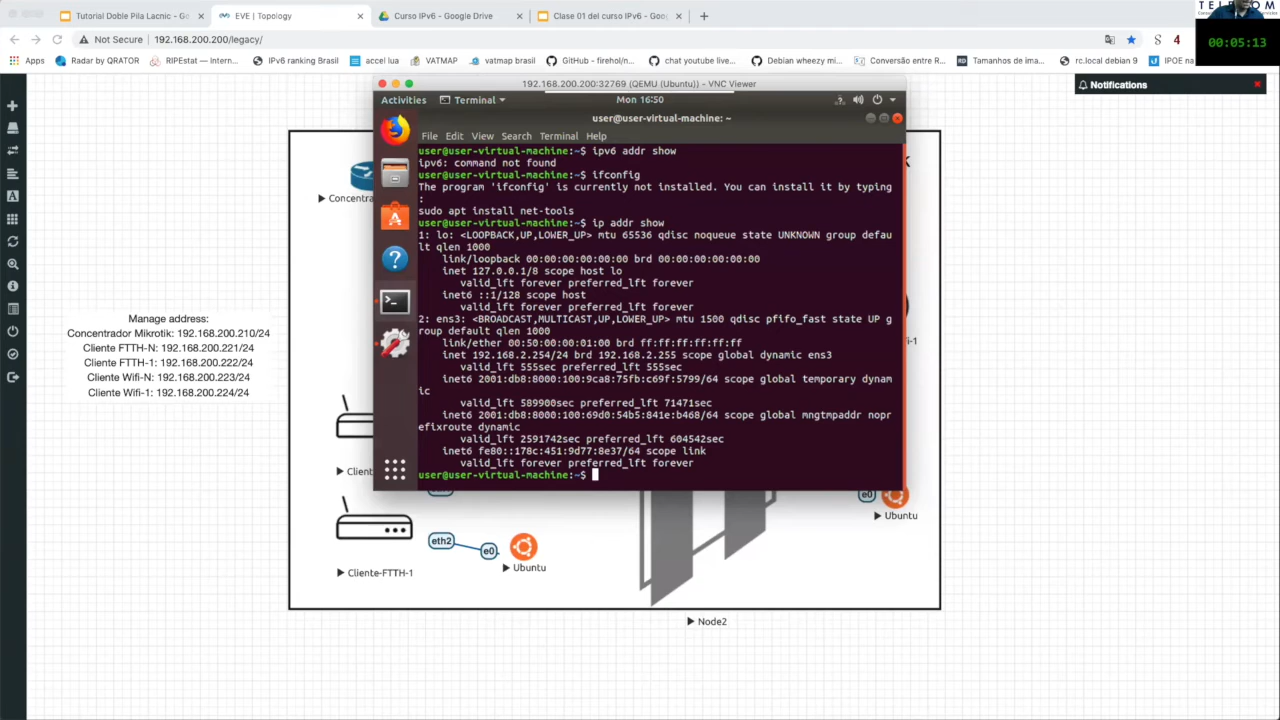 Tutorial Doble Pila Lacnic - Go
EVE | Topology
Curso IPv6 - Google Drive
Clase 01 del curso IPv6 - Goog
TELECOM
00:05:13
Not Secure | 192.168.200.200/legacy/
Apps
Radar by QRATOR
RIPEstat — Intern...
IPv6 ranking Brasil
accel lua
VATMAP
vatmap brasil
GitHub - firehol/n...
chat youtube live...
Debian wheezy mi...
Conversão entre R...
Tamanhos de ima...
rc.local debian 9
IPOE na
Notifications
192.168.200.200:32769 (QEMU (Ubuntu)) - VNC Viewer
Activities
Terminal
Mon 16:50
user@user-virtual-machine: ~
File Edit View Search Terminal Help
user@user-virtual-machine:~$ ipv6 addr show
ipv6: command not found
user@user-virtual-machine:~$ ifconfig
The program 'ifconfig' is currently not installed. You can install it by typing
:
sudo apt install net-tools
user@user-virtual-machine:~$ ip addr show
1: lo: <LOOPBACK,UP,LOWER_UP> mtu 65536 qdisc noqueue state UNKNOWN group defau
lt qlen 1000
link/loopback 00:00:00:00:00:00 brd 00:00:00:00:00:00
inet 127.0.0.1/8 scope host lo
valid_lft forever preferred_lft forever
inet6 ::1/128 scope host
valid_lft forever preferred_lft forever
2: ens3: <BROADCAST,MULTICAST,UP,LOWER_UP> mtu 1500 qdisc pfifo_fast state UP g
roup default qlen 1000
link/ether 00:50:00:00:01:00 brd ff:ff:ff:ff:ff:ff
inet 192.168.2.254/24 brd 192.168.2.255 scope global dynamic ens3
valid_lft 555sec preferred_lft 555sec
inet6 2001:db8:8000:100:9ca8:75fb:c69f:5799/64 scope global temporary dynam
ic
valid_lft 589900sec preferred_lft 71471sec
inet6 2001:db8:8000:100:69d0:54b5:841e:b468/64 scope global mngtmpaddr nopr
efixroute dynamic
valid_lft 2591742sec preferred_lft 604542sec
inet6 fe80::178c:451:9d77:8e37/64 scope link
valid_lft forever preferred_lft forever
user@user-virtual-machine:~$
Concentra
K
Manage address:
Concentrador Mikrotik: 192.168.200.210/24
Cliente FTTH-N: 192.168.200.221/24
Cliente FTTH-1: 192.168.200.222/24
Cliente Wifi-N: 192.168.200.223/24
Cliente Wifi-1: 192.168.200.224/24
i-1
Client
e0
Ubuntu
eth2
e0
Ubuntu
Cliente-FTTH-1
Node2